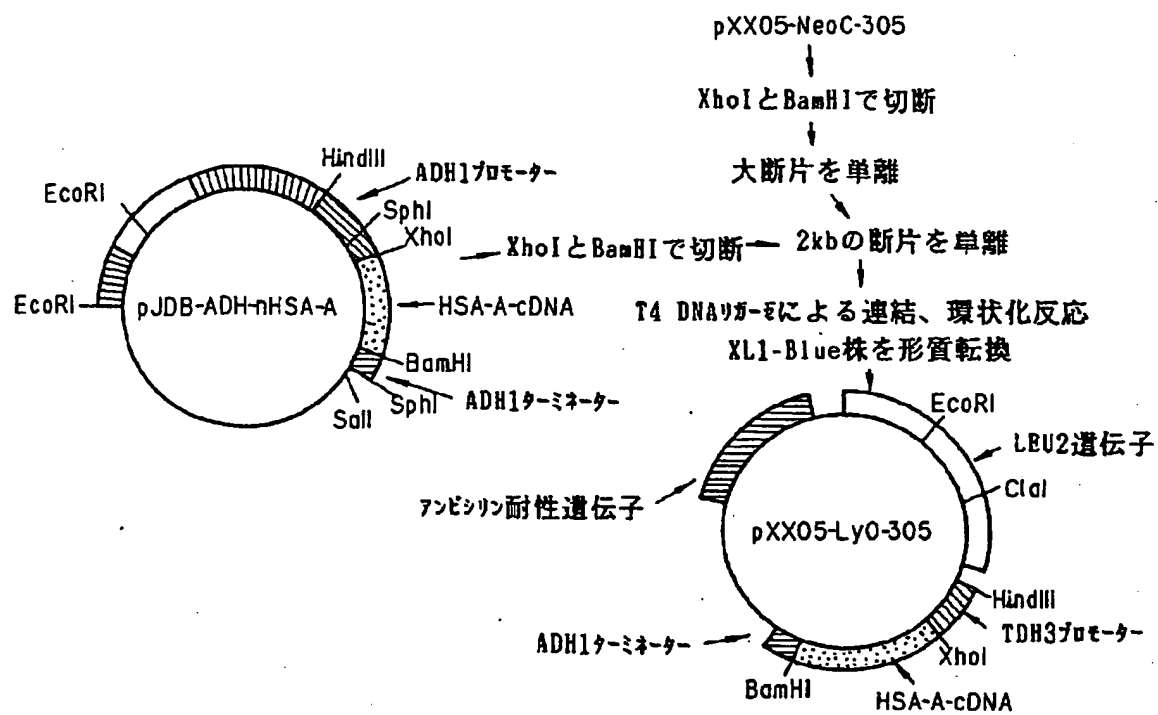 pXX05-NeoC-305
XhoIとBamHIで切断
大断片を単離
HindIII
ADH1プロモーター
EcoRI
SphI
XhoI
XhoIとBamHIで切断
2kbの断片を単離
EcoRI
pJDB-ADH-nHSA-A
HSA-A-cDNA
T4 DNAリガーゼによる連結、環状化反応
XL1-Blue株を形質転換
BamHI
SphI
ADH1ターミネーター
SalI
EcoRI
LEU2遺伝子
ClaI
アンピシリン耐性遺伝子
pXX05-LyO-305
HindIII
TDH3プロモーター
ADH1ターミネーター
XhoI
BamHI
HSA-A-cDNA